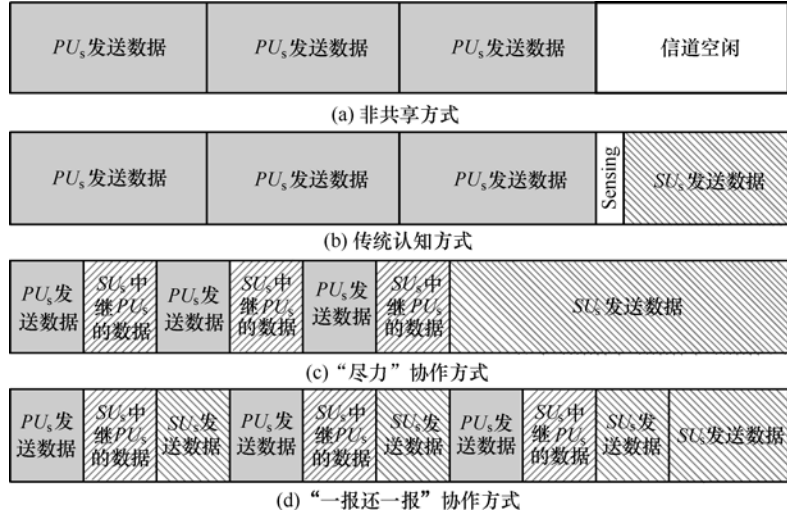 PUs发送数据 PUs发送数据 PUs发送数据 信道空闲
(a) 非共享方式
PUs发送数据 PUs发送数据 PUs发送数据 Sensing SUs发送数据
(b) 传统认知方式
PUs发
送数据
SUs中
继PUs
的数据
PUs发
送数据
SUs中
继PUs
的数据
PUs发
送数据
SUs中
继PUs
的数据
SUs发送数据
(c) “尽力”协作方式
PUs发
送数据
SUs中
继PUs
的数据
SUs发
送数据
PUs发
送数据
SUs中
继PUs
的数据
SUs发
送数据
PUs发
送数据
SUs中
继PUs
的数据
SUs发
送数据
SUs发送数据
(d) “一报还一报” 协作方式